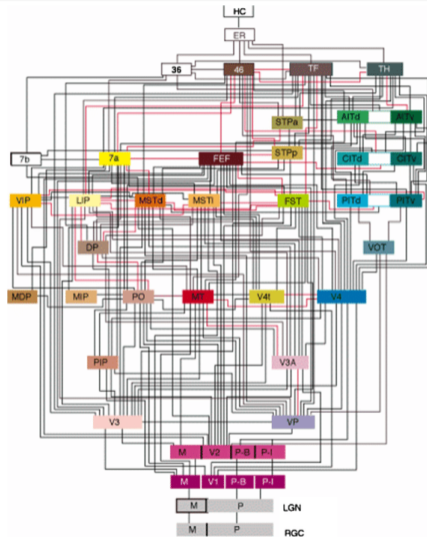 HC
ER
36 46 TF TH
STPa AITd AITv
STPp
7b 7a FEF CITd CITv
VIP LIP MSTd MSTl FST PITd PITv
DP VOT
MDP MIP PO MT V4t V4
PIP V3A
V3 VP
M V2 P-B P-I
M V1 P-B P-I
M P LGN
M P RGC